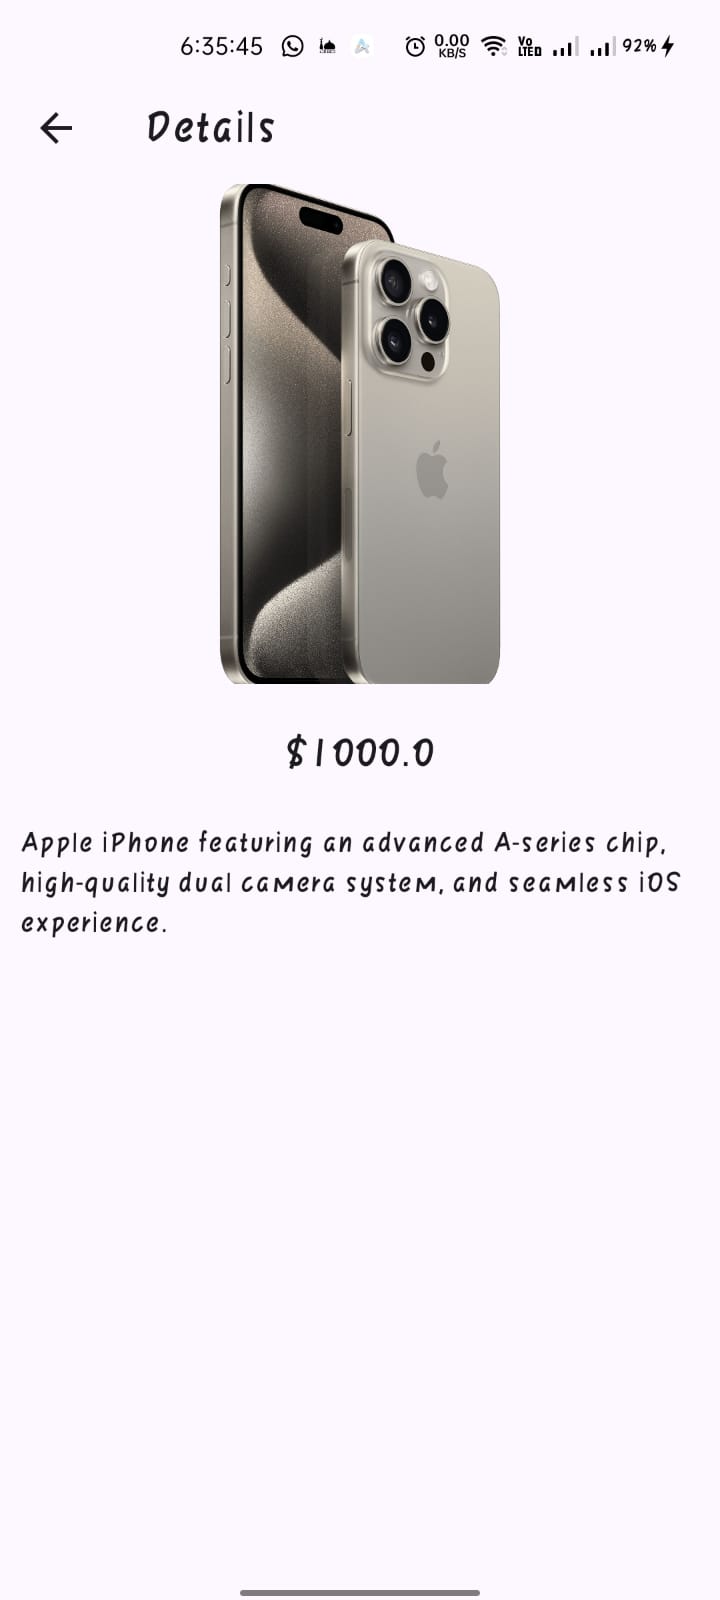 6:35:45 0.00 KB/S Vo LTED 92%
Details
$1000.0
Apple iPhone featuring an advanced A-series chip,
high-quality dual camera system, and seamless iOS
experience.